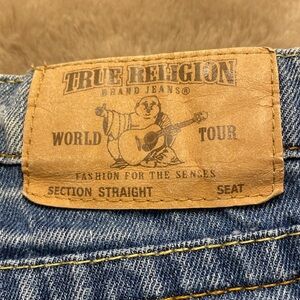 TRUE RELIGION
BRAND JEANS®
WORLD TOUR
FASHION FOR THE SENSES
SECTION STRAIGHT SEAT